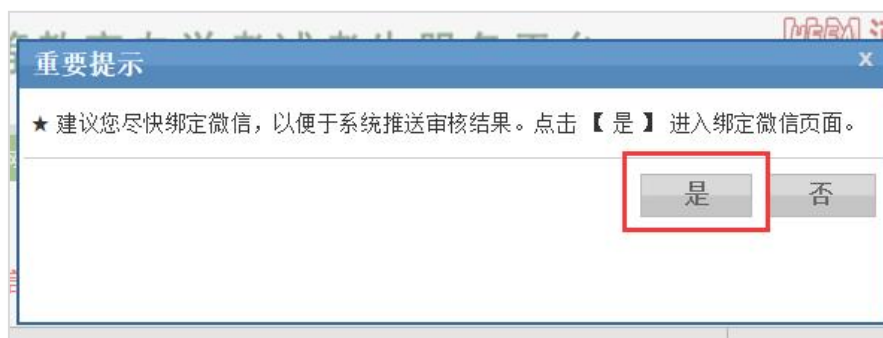 重要提示
x
★ 建议您尽快绑定微信，以便于系统推送审核结果。点击 【 是 】 进入绑定微信页面。
是 否